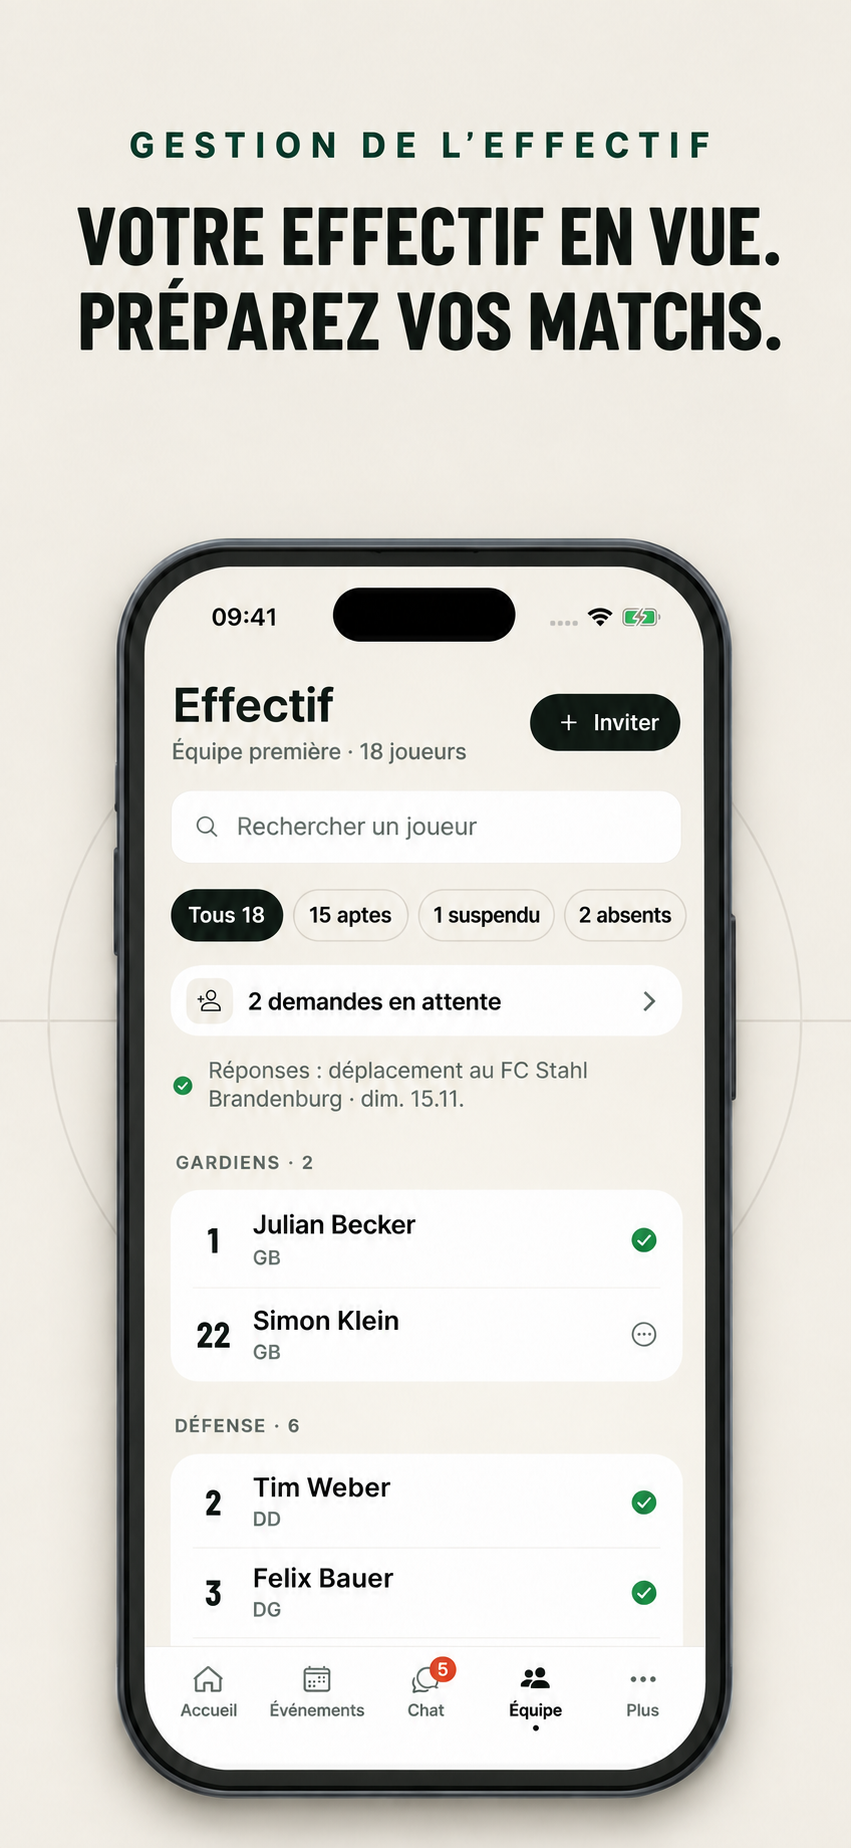 GESTION DE L’EFFECTIF
VOTRE EFFECTIF EN VUE.
PRÉPAREZ VOS MATCHS.
09:41
Effectif
+ Inviter
Équipe première · 18 joueurs
Rechercher un joueur
Tous 18
15 aptes
1 suspendu
2 absents
2 demandes en attente
Réponses : déplacement au FC Stahl
Brandenburg · dim. 15.11.
GARDIENS · 2
1
Julian Becker
GB
22
Simon Klein
GB
DÉFENSE · 6
2
Tim Weber
DD
3
Felix Bauer
DG
5
Accueil
Événements
Chat
Équipe
Plus